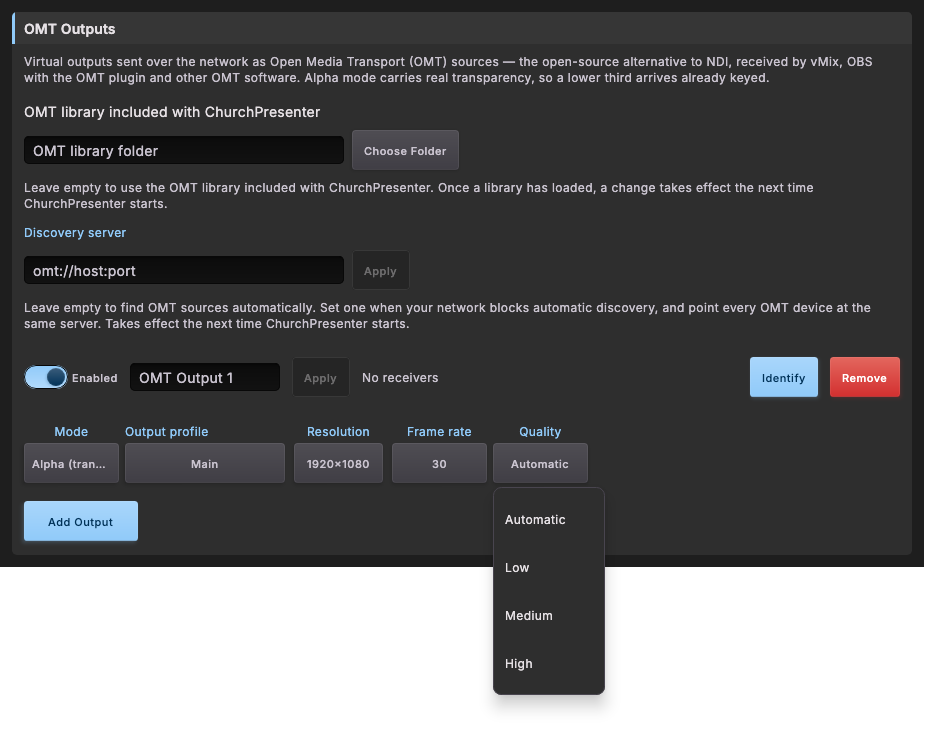 OMT Outputs
Virtual outputs sent over the network as Open Media Transport (OMT) sources — the open-source alternative to NDI, received by vMix, OBS
with the OMT plugin and other OMT software. Alpha mode carries real transparency, so a lower third arrives already keyed.
OMT library included with ChurchPresenter
OMT library folder
Choose Folder
Leave empty to use the OMT library included with ChurchPresenter. Once a library has loaded, a change takes effect the next time
ChurchPresenter starts.
Discovery server
omt://host:port
Apply
Leave empty to find OMT sources automatically. Set one when your network blocks automatic discovery, and point every OMT device at the
same server. Takes effect the next time ChurchPresenter starts.
Enabled
OMT Output 1
Apply
No receivers
Identify
Remove
Mode
Output profile
Resolution
Frame rate
Quality
Alpha (tran...
Main
1920×1080
30
Automatic
Add Output
Automatic
Low
Medium
High